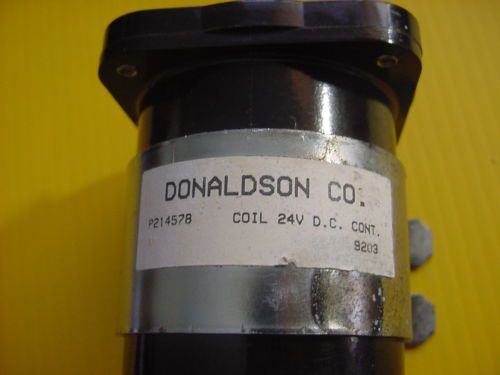 DONALDSON CO.
P214578 COIL 24V D.C. CONT.
9203